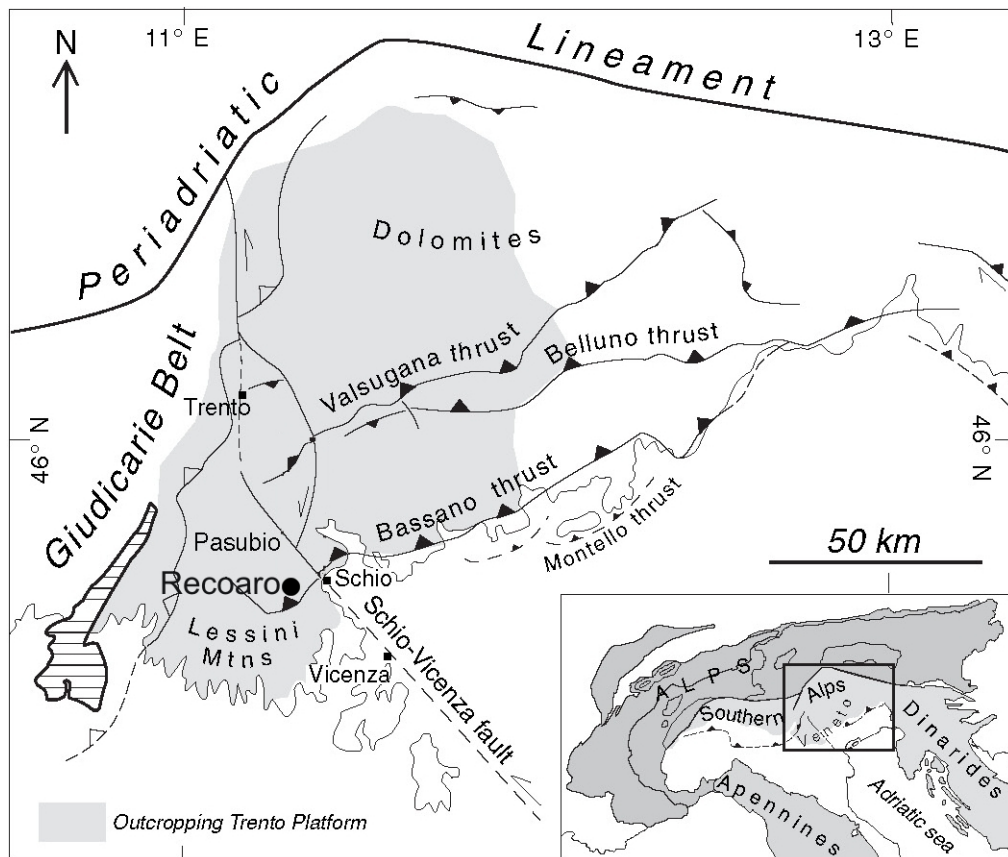 11° E
13° E
N
Periadriatic Lineament
Dolomites
Valsugana thrust
Belluno thrust
Trento
Giudicarie Belt
46° N
46° N
Bassano thrust
Montello thrust
Pasubio
50 km
Recoaro
Schio
Lessini
Mtns
Schio-Vicenza fault
Vicenza
ALPS
Southern Alps
Veneto
Dinarides
Adriatic sea
Apennines
Outcropping Trento Platform